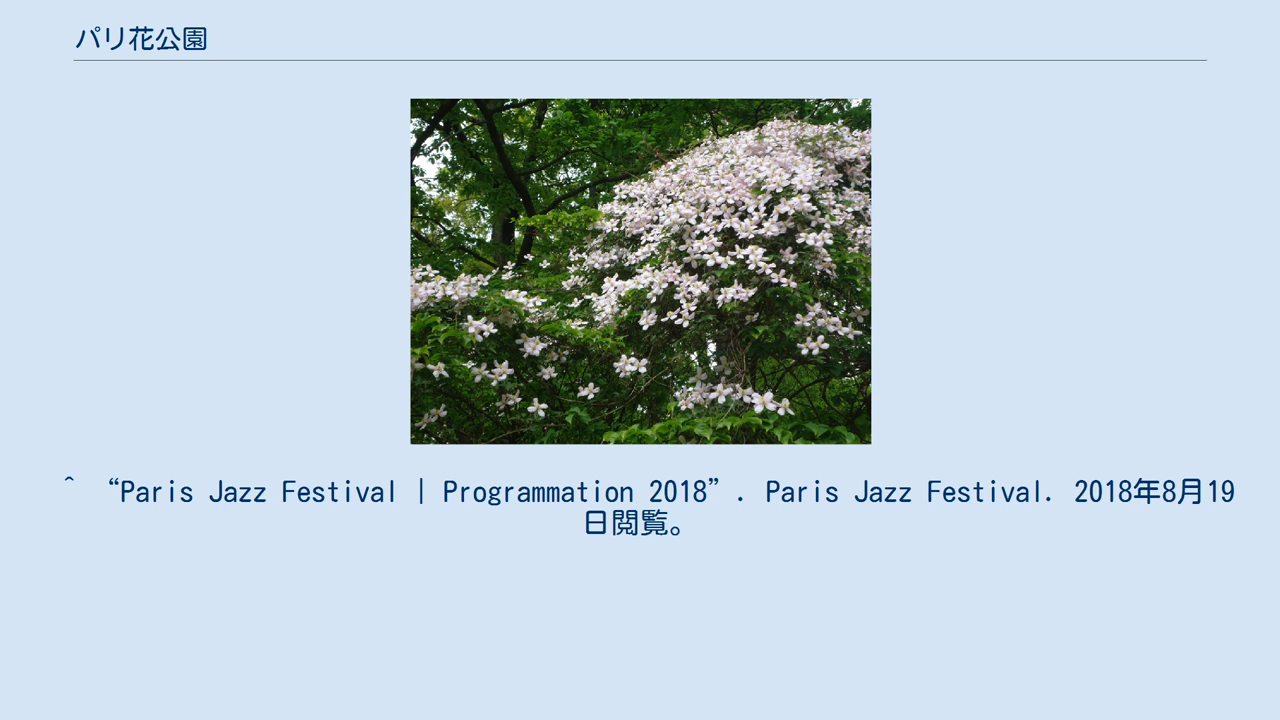 パリ花公園
^ “Paris Jazz Festival | Programmation 2018”. Paris Jazz Festival. 2018年8月19
日閲覧。